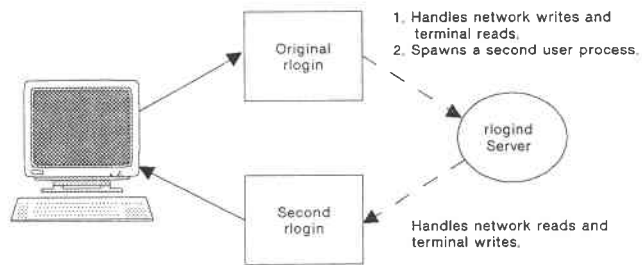 1. Handles network writes and
terminal reads.
2. Spawns a second user process.
Original
rlogin
rlogind
Server
Second
rlogin
Handles network reads and
terminal writes.